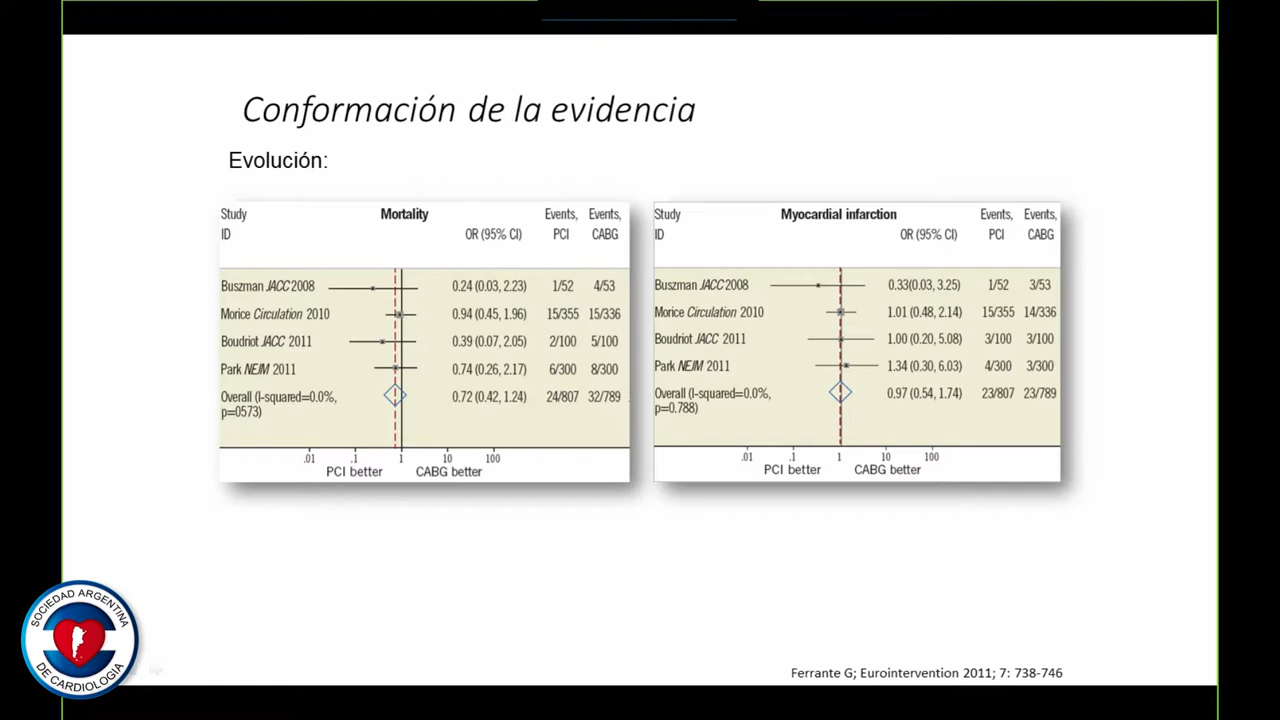 Conformación de la evidencia
Evolución:
Study Mortality Events, Events,
ID OR (95% CI) PCI CABG
Buszman JACC 2008 0.24 (0.03, 2.23) 1/52 4/53
Morice Circulation 2010 0.94 (0.45, 1.96) 15/355 15/336
Boudriot JACC 2011 0.39 (0.07, 2.05) 2/100 5/100
Park NEJM 2011 0.74 (0.26, 2.17) 6/300 8/300
Overall (I-squared=0.0%, 0.72 (0.42, 1.24) 24/807 32/789
p=0573)
.01 .1 1 10 100
PCI better CABG better
Study Myocardial infarction Events, Events,
ID OR (95% CI) PCI CABG
Buszman JACC 2008 0.33(0.03, 3.25) 1/52 3/53
Morice Circulation 2010 1.01 (0.48, 2.14) 15/355 14/336
Boudriot JACC 2011 1.00 (0.20, 5.08) 3/100 3/100
Park NEJM 2011 1.34 (0.30, 6.03) 4/300 3/300
Overall (I-squared=0.0%, 0.97 (0.54, 1.74) 23/807 23/789
p=0.788)
.01 .1 1 10 100
PCI better CABG better
SOCIEDAD ARGENTINA
DE CARDIOLOGÍA
Ferrante G; Eurointervention 2011; 7: 738-746